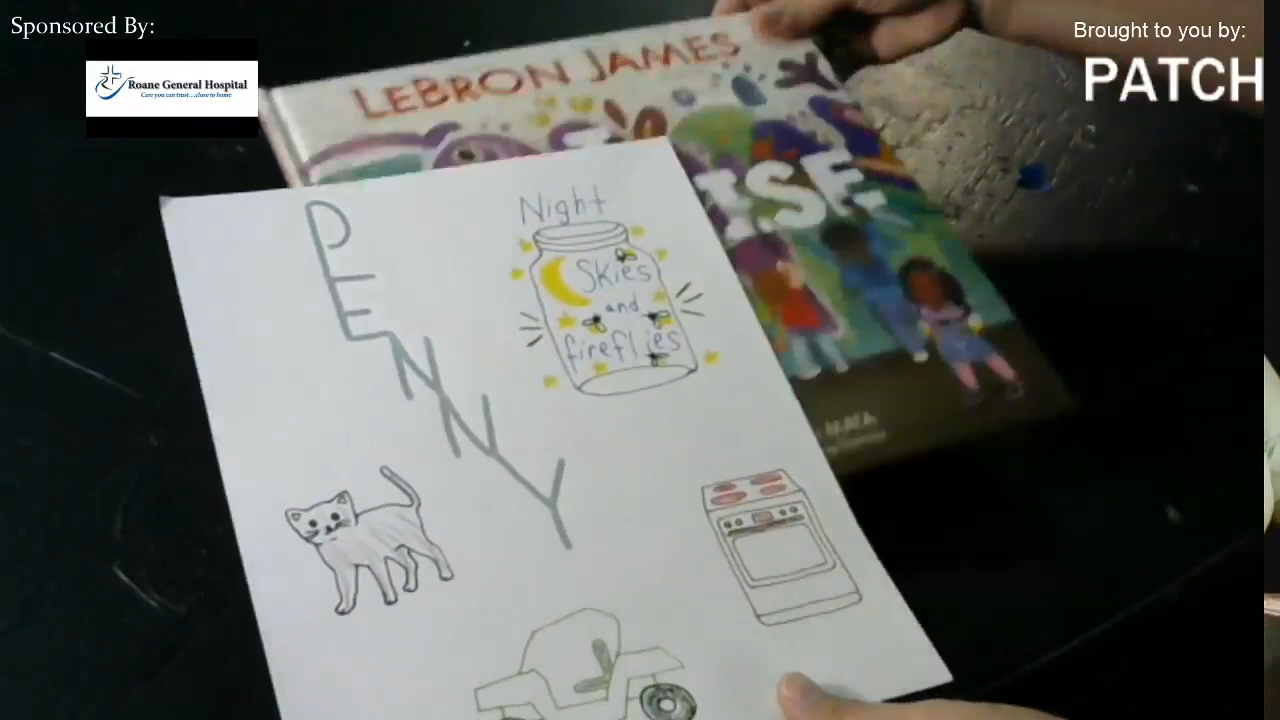 Sponsored By:
Roane General Hospital
Care you can trust...close to home
Brought to you by:
PATCH
LEBRON JAMES
PENNY
Night
Skies
and
fireflies